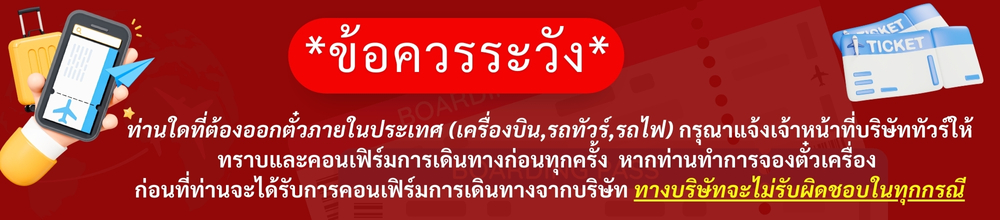 *ข้อควรระวัง*
TICKET
TICKET
BOARDING PASS
ท่านใดที่ต้องออกตั๋วภายในประเทศ (เครื่องบิน,รถทัวร์,รถไฟ) กรุณาแจ้งเจ้าหน้าที่บริษัททัวร์ให้
ทราบและคอนเฟิร์มการเดินทางก่อนทุกครั้ง หากท่านทำการจองตั๋วเครื่อง
ก่อนที่ท่านจะได้รับการคอนเฟิร์มการเดินทางจากบริษัท ทางบริษัทจะไม่รับผิดชอบในทุกกรณี